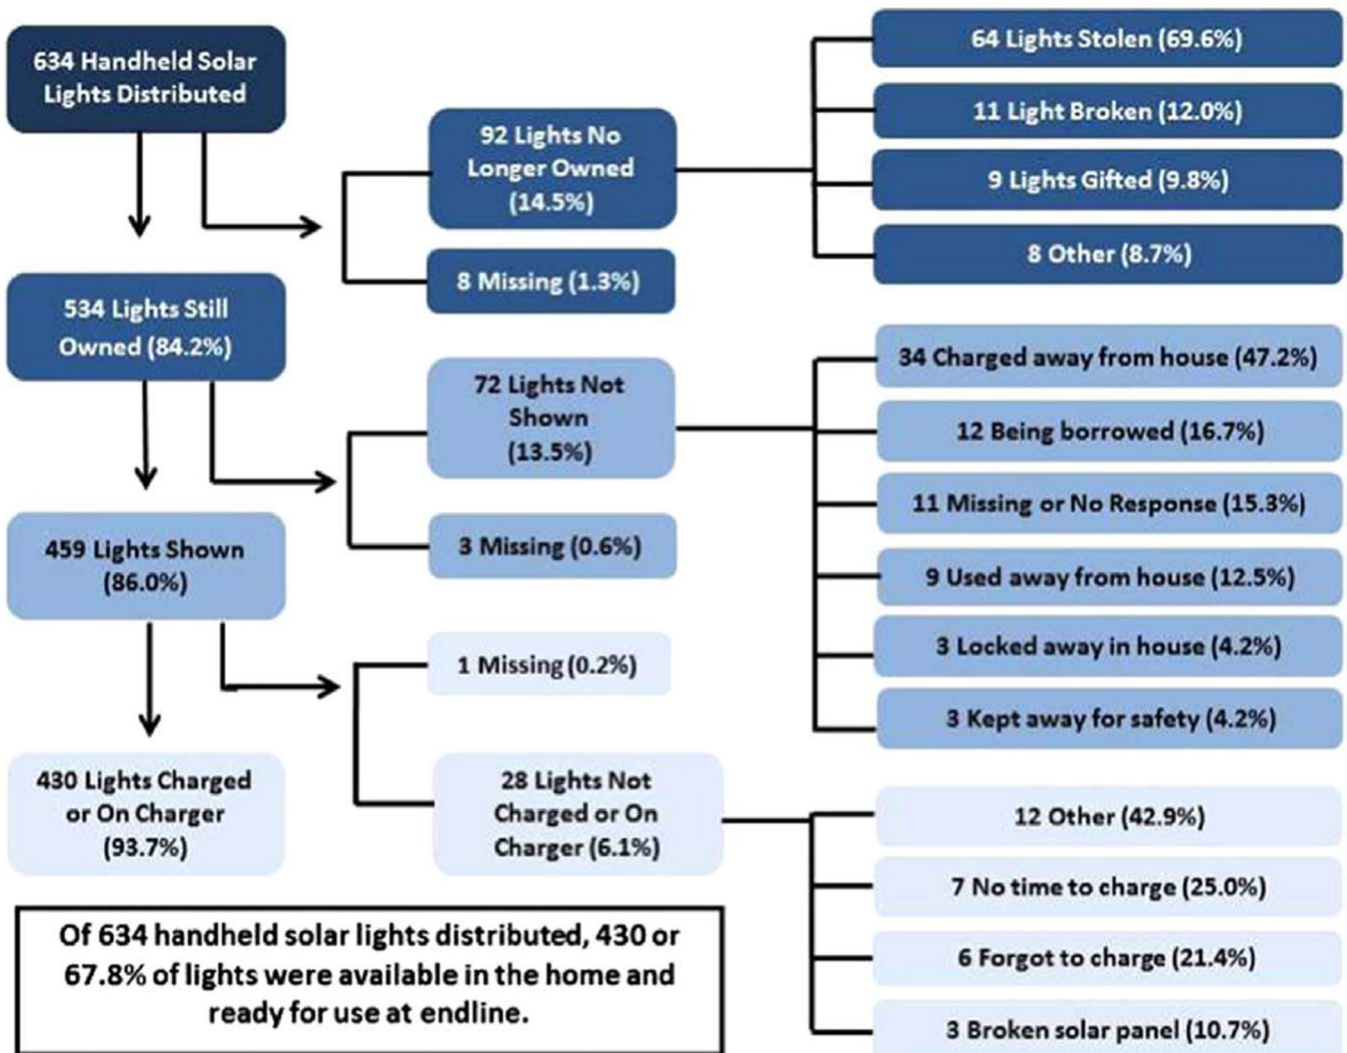 634 Handheld Solar
Lights Distributed
92 Lights No
Longer Owned
(14.5%)
8 Missing (1.3%)
64 Lights Stolen (69.6%)
11 Light Broken (12.0%)
9 Lights Gifted (9.8%)
8 Other (8.7%)
534 Lights Still
Owned (84.2%)
72 Lights Not
Shown
(13.5%)
3 Missing (0.6%)
34 Charged away from house (47.2%)
12 Being borrowed (16.7%)
11 Missing or No Response (15.3%)
9 Used away from house (12.5%)
3 Locked away in house (4.2%)
3 Kept away for safety (4.2%)
459 Lights Shown
(86.0%)
1 Missing (0.2%)
28 Lights Not
Charged or On
Charger (6.1%)
12 Other (42.9%)
7 No time to charge (25.0%)
6 Forgot to charge (21.4%)
3 Broken solar panel (10.7%)
430 Lights Charged
or On Charger
(93.7%)
Of 634 handheld solar lights distributed, 430 or
67.8% of lights were available in the home and
ready for use at endline.